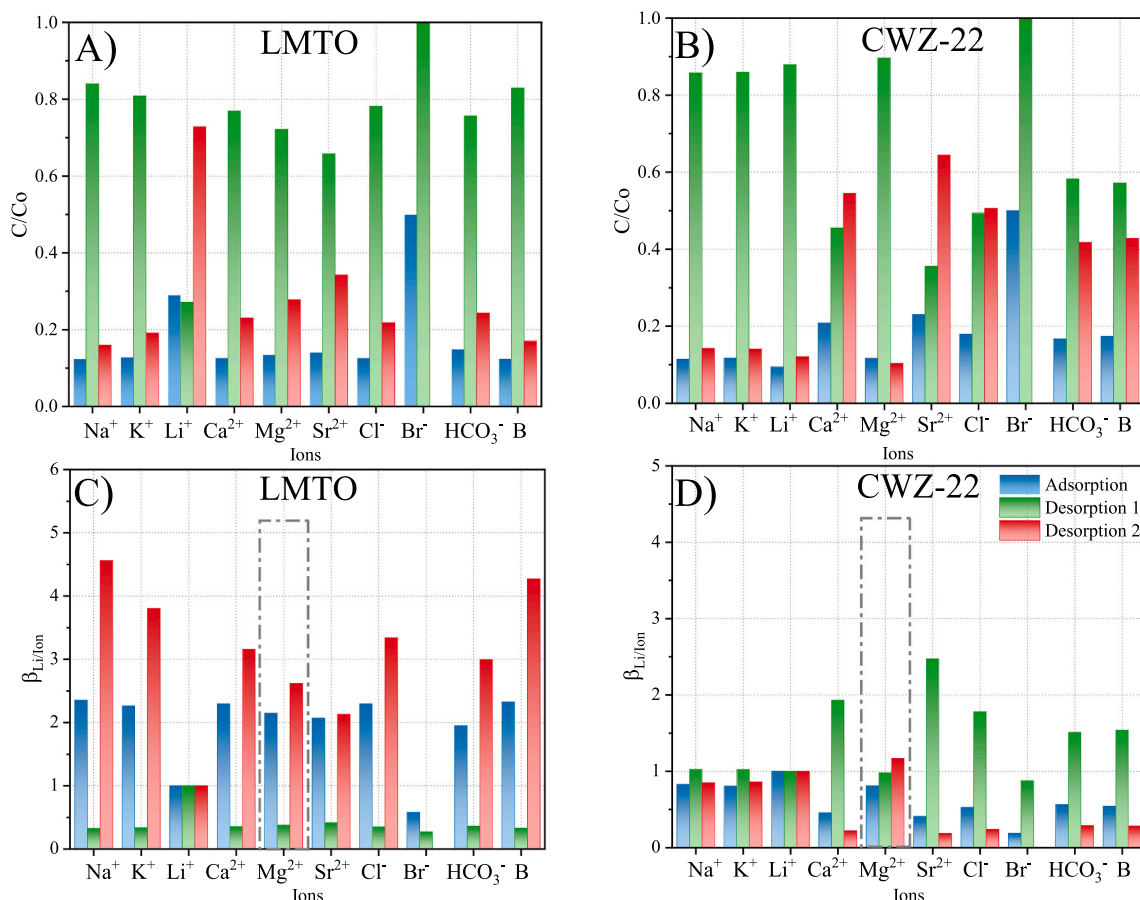 A) LMTO
C/Co
1.0
0.8
0.6
0.4
0.2
0.0
Na⁺ K⁺ Li⁺ Ca²⁺ Mg²⁺ Sr²⁺ Cl⁻ Br⁻ HCO₃⁻ B
Ions
B) CWZ-22
C/Co
1.0
0.8
0.6
0.4
0.2
0.0
Na⁺ K⁺ Li⁺ Ca²⁺ Mg²⁺ Sr²⁺ Cl⁻ Br⁻ HCO₃⁻ B
Ions
C) LMTO
β Li/Ion
6
5
4
3
2
1
0
Na⁺ K⁺ Li⁺ Ca²⁺ Mg²⁺ Sr²⁺ Cl⁻ Br⁻ HCO₃⁻ B
Ions
D) CWZ-22
Adsorption
Desorption 1
Desorption 2
β Li/Ion
5
4
3
2
1
0
Na⁺ K⁺ Li⁺ Ca²⁺ Mg²⁺ Sr²⁺ Cl⁻ Br⁻ HCO₃⁻ B
Ions